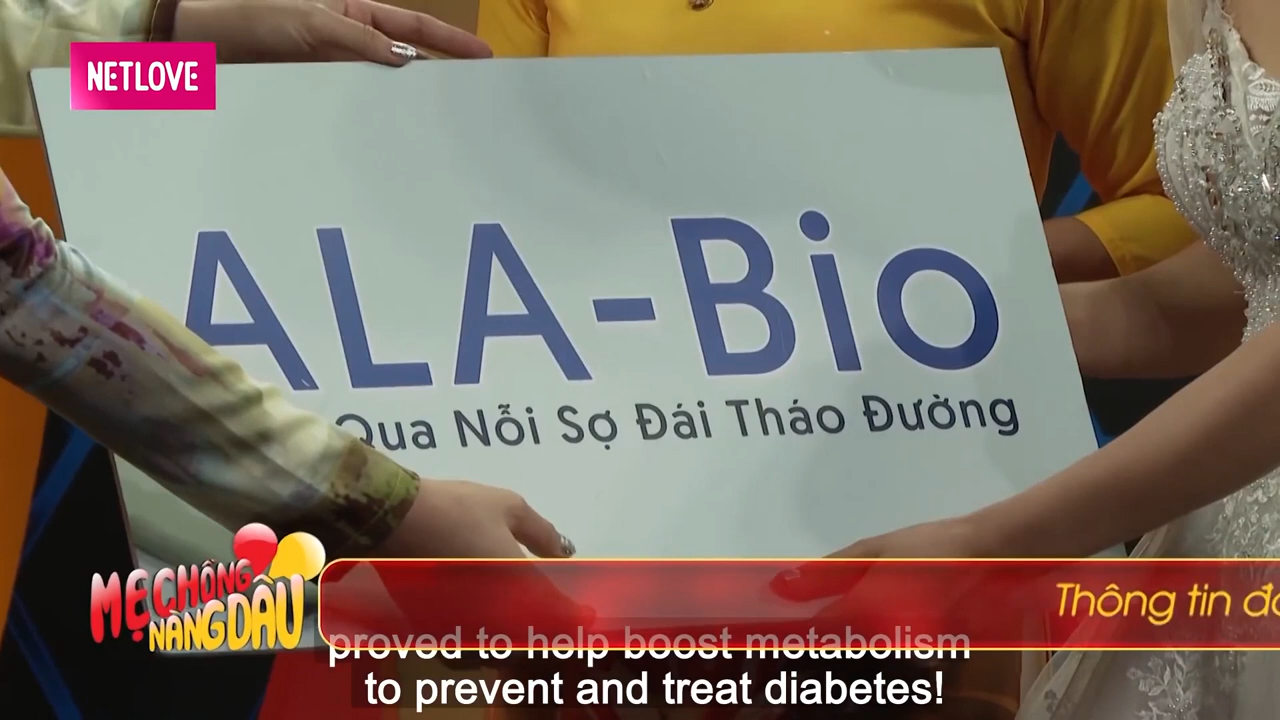 NETLOVE
ALA-Bio
Qua Nỗi Sợ Đái Tháo Đường
MẸ CHỒNG
NÀNG DÂU
Thông tin
proved to help boost metabolism
to prevent and treat diabetes!